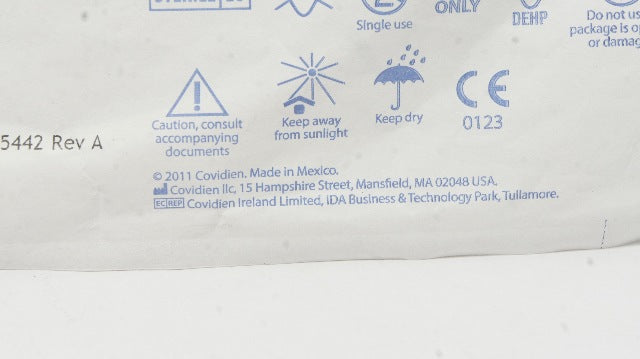 Single use
ONLY
DEHP
Do not us
package is op
or damag
Caution, consult
accompanying
documents
Keep away
from sunlight
Keep dry
CE
0123
5442 Rev A
© 2011 Covidien. Made in Mexico.
Covidien llc, 15 Hampshire Street, Mansfield, MA 02048 USA.
EC REP Covidien Ireland Limited, IDA Business & Technology Park, Tullamore.